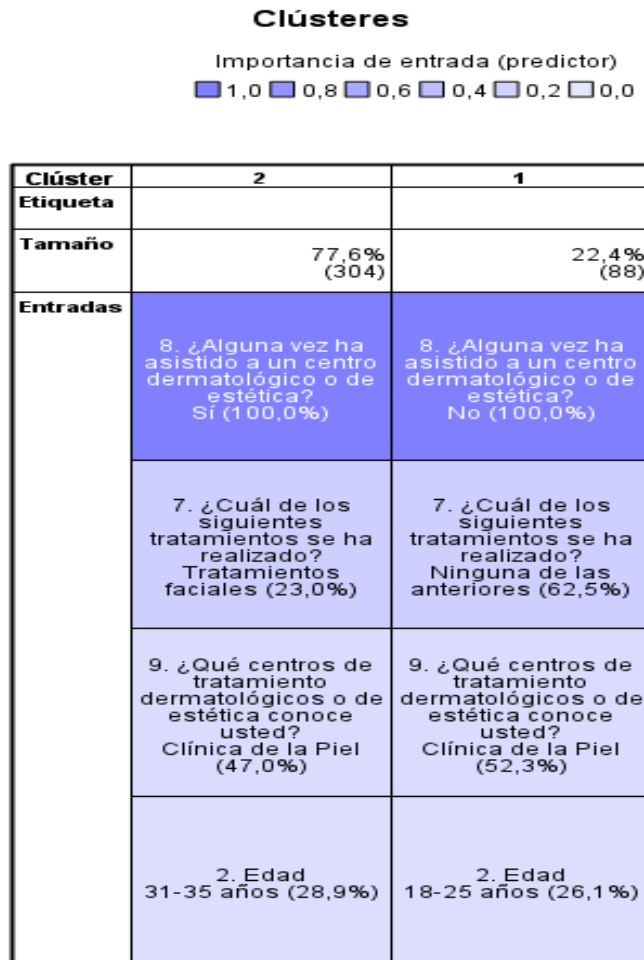 Clústeres
Importancia de entrada (predictor)
1,0 0,8 0,6 0,4 0,2 0,0
Clúster 2 1
Etiqueta
Tamaño 77,6% 22,4%
(304) (88)
Entradas
8. ¿Alguna vez ha
asistido a un centro
dermatológico o de
estética?
Sí (100,0%)
8. ¿Alguna vez ha
asistido a un centro
dermatológico o de
estética?
No (100,0%)
7. ¿Cuál de los
siguientes
tratamientos se ha
realizado?
Tratamientos
faciales (23,0%)
7. ¿Cuál de los
siguientes
tratamientos se ha
realizado?
Ninguna de las
anteriores (62,5%)
9. ¿Qué centros de
tratamiento
dermatológicos o de
estética conoce
usted?
Clínica de la Piel
(47,0%)
9. ¿Qué centros de
tratamiento
dermatológicos o de
estética conoce
usted?
Clínica de la Piel
(52,3%)
2. Edad
31-35 años (28,9%)
2. Edad
18-25 años (26,1%)